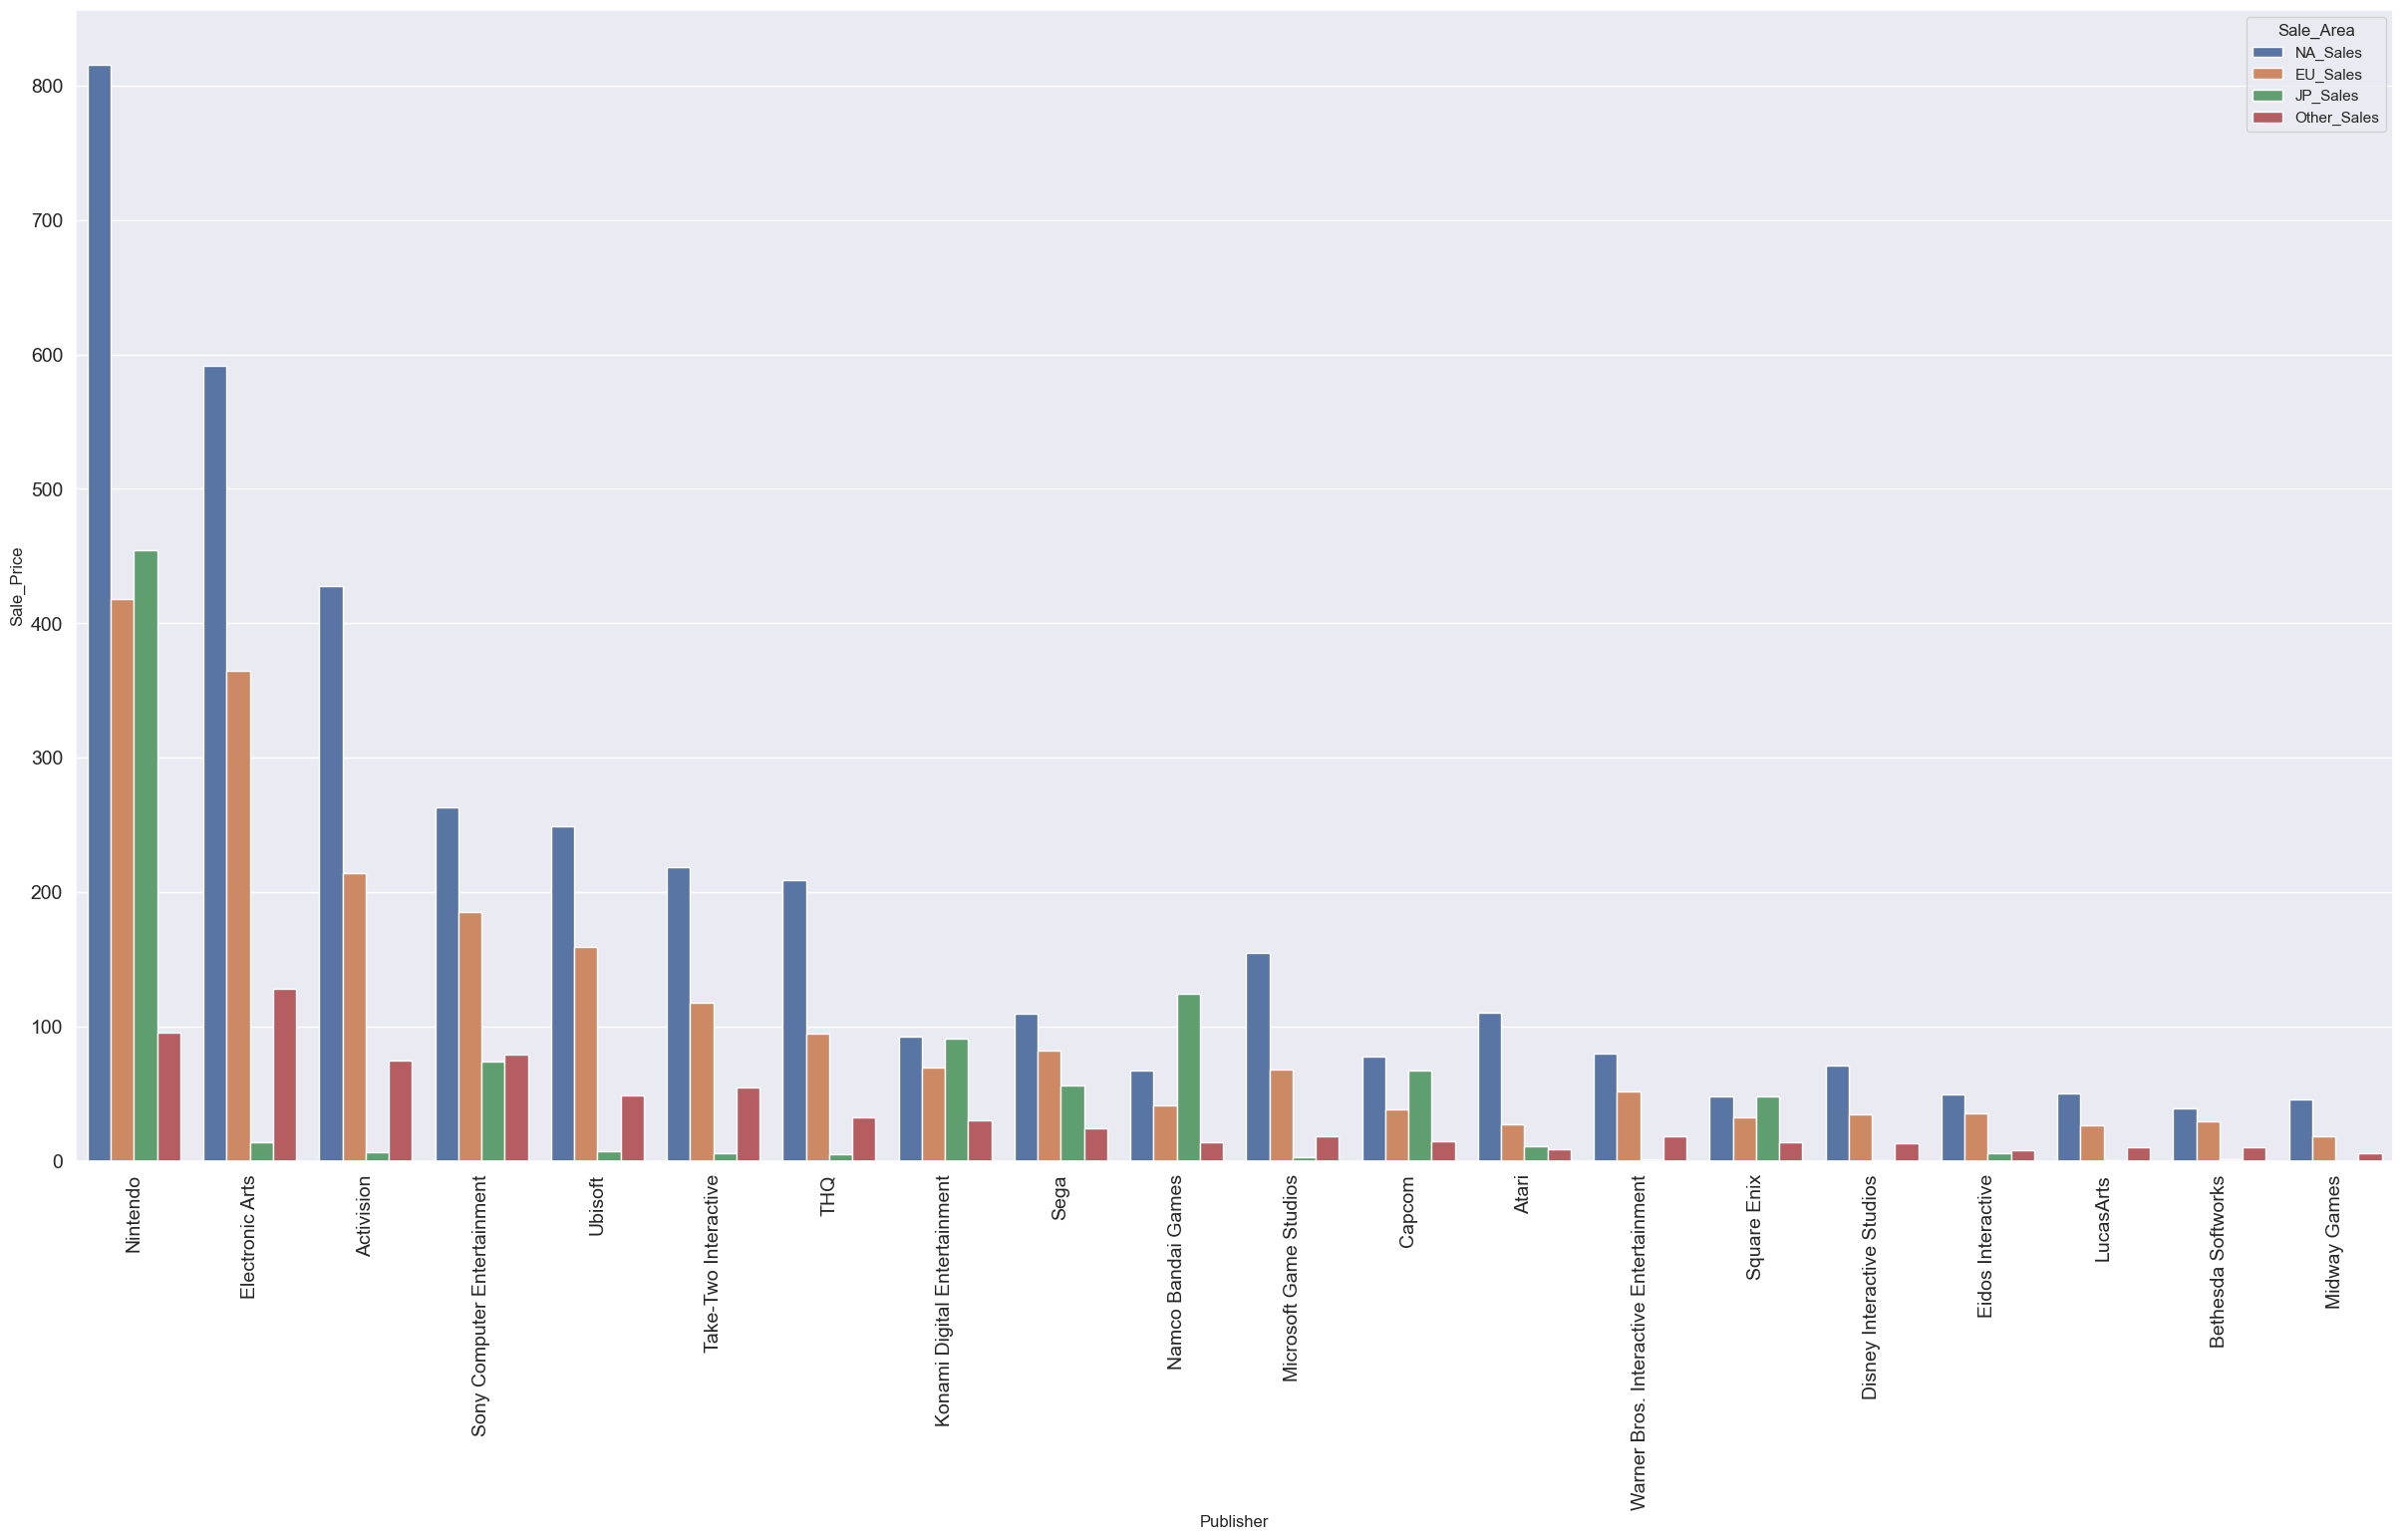 Sale_Area
NA_Sales
EU_Sales
JP_Sales
Other_Sales
800
700
600
500
400
300
200
100
0
Sale_Price
Nintendo
Electronic Arts
Activision
Sony Computer Entertainment
Ubisoft
Take-Two Interactive
THQ
Konami Digital Entertainment
Sega
Namco Bandai Games
Microsoft Game Studios
Capcom
Atari
Warner Bros. Interactive Entertainment
Square Enix
Disney Interactive Studios
Eidos Interactive
LucasArts
Bethesda Softworks
Midway Games
Publisher